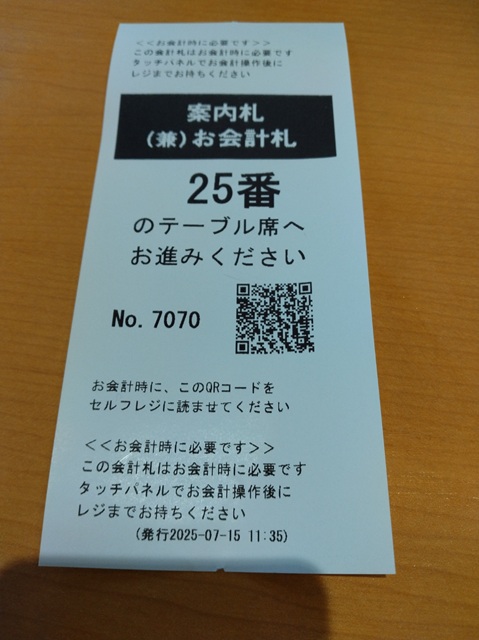 <<お会計時に必要です>>
この会計札はお会計時に必要です
タッチパネルでお会計操作後に
レジまでお持ちください
案内札
(兼)お会計札
25番
のテーブル席へ
お進みください
No. 7070
お会計時に、このQRコードを
セルフレジに読ませてください
<<お会計時に必要です>>
この会計札はお会計時に必要です
タッチパネルでお会計操作後に
レジまでお持ちください
(発行2025-07-15 11:35)